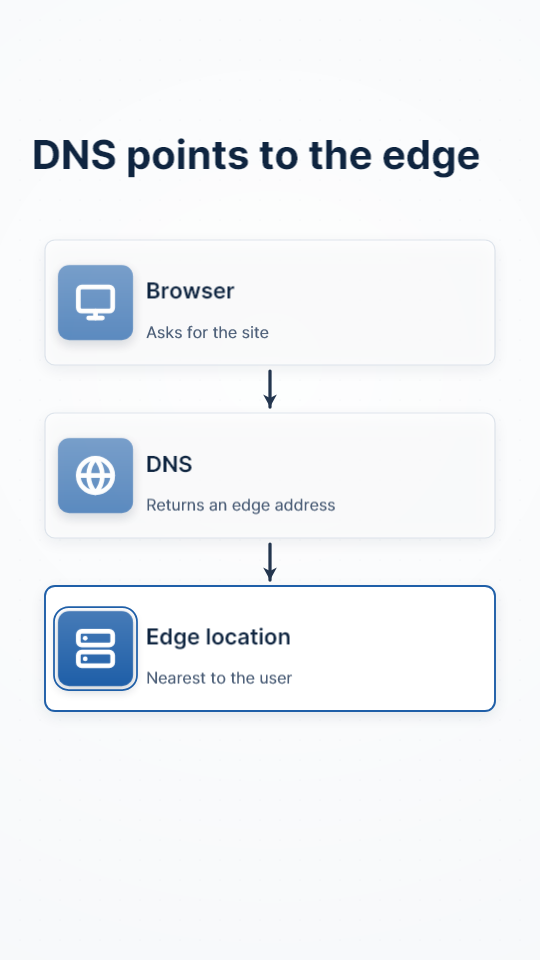 DNS points to the edge
Browser
Asks for the site
DNS
Returns an edge address
Edge location
Nearest to the user